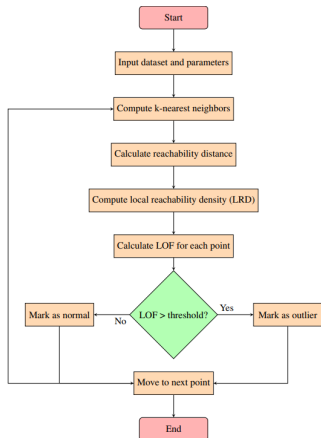 Start
Input dataset and parameters
Compute k-nearest neighbors
Calculate reachability distance
Compute local reachability density (LRD)
Calculate LOF for each point
LOF > threshold?
No
Yes
Mark as normal
Mark as outlier
Move to next point
End